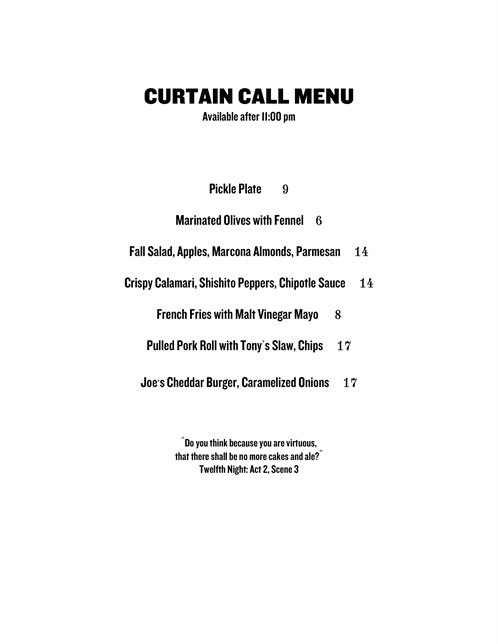 CURTAIN CALL MENU
Available after 11:00 pm
Pickle Plate 9
Marinated Olives with Fennel 6
Fall Salad, Apples, Marcona Almonds, Parmesan 14
Crispy Calamari, Shishito Peppers, Chipotle Sauce 14
French Fries with Malt Vinegar Mayo 8
Pulled Pork Roll with Tony's Slaw, Chips 17
Joe's Cheddar Burger, Caramelized Onions 17
"Do you think because you are virtuous,
that there shall be no more cakes and ale?"
Twelfth Night: Act 2, Scene 3